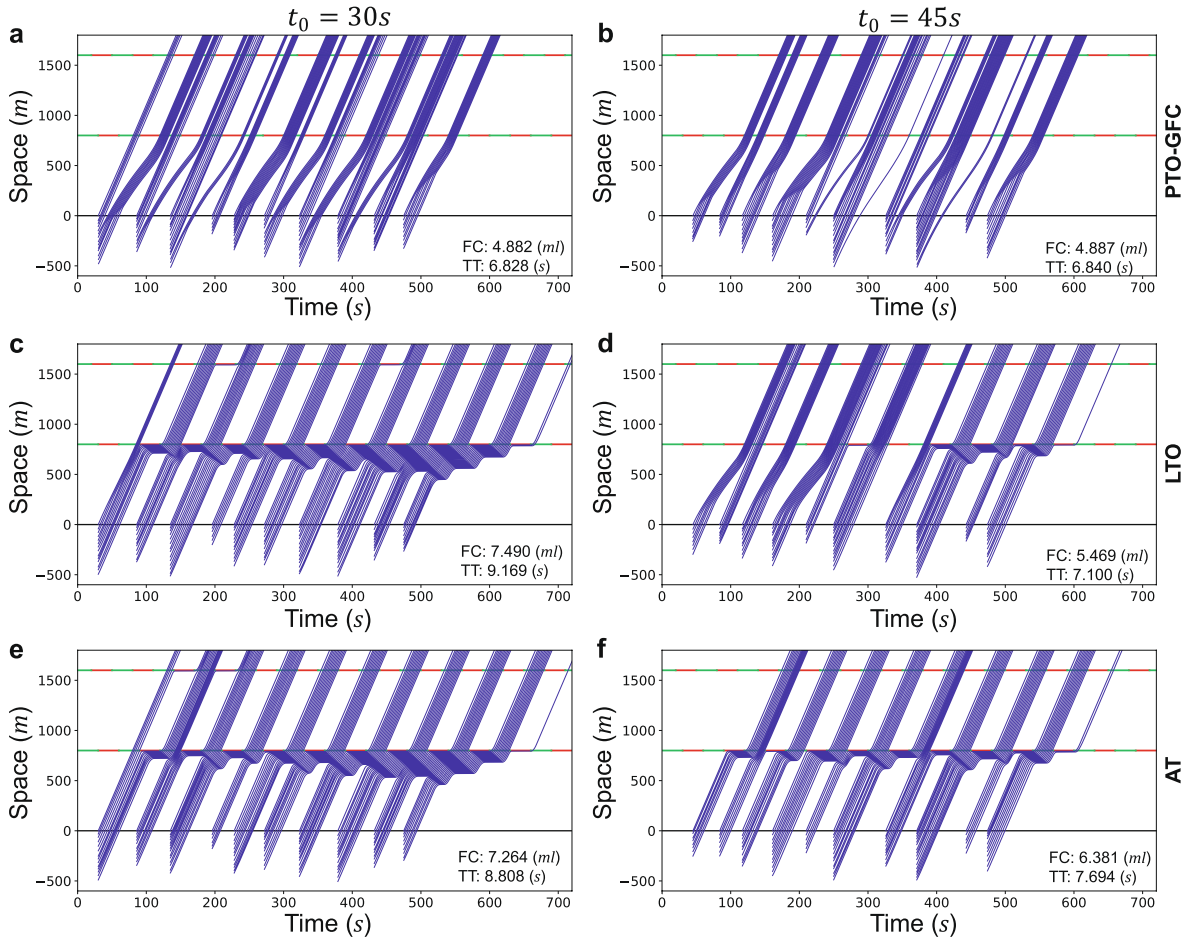 t₀ = 30s
t₀ = 45s
a
b
1500
1000
500
0
−500
Space (m)
0 100 200 300 400 500 600 700
Time (s)
FC: 4.882 (ml)
TT: 6.828 (s)
1500
1000
500
0
−500
Space (m)
0 100 200 300 400 500 600 700
Time (s)
FC: 4.887 (ml)
TT: 6.840 (s)
PTO-GFC
c
d
1500
1000
500
0
−500
Space (m)
0 100 200 300 400 500 600 700
Time (s)
FC: 7.490 (ml)
TT: 9.169 (s)
1500
1000
500
0
−500
Space (m)
0 100 200 300 400 500 600 700
Time (s)
FC: 5.469 (ml)
TT: 7.100 (s)
LTO
e
f
1500
1000
500
0
−500
Space (m)
0 100 200 300 400 500 600 700
Time (s)
FC: 7.264 (ml)
TT: 8.808 (s)
1500
1000
500
0
−500
Space (m)
0 100 200 300 400 500 600 700
Time (s)
FC: 6.381 (ml)
TT: 7.694 (s)
AT